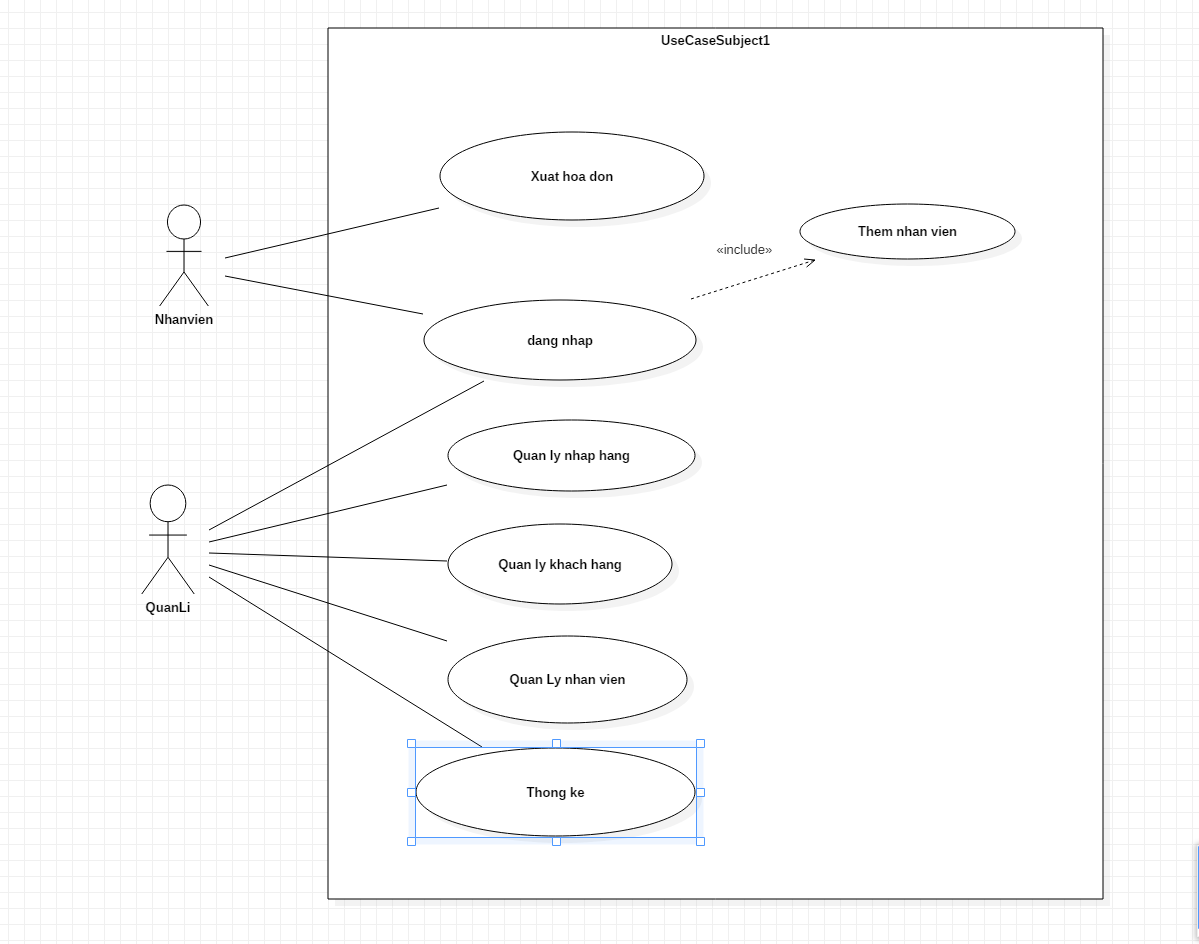 UseCaseSubject1
Xuat hoa don
Them nhan vien
«include»
Nhanvien
dang nhap
Quan ly nhap hang
Quan ly khach hang
QuanLi
Quan Ly nhan vien
Thong ke